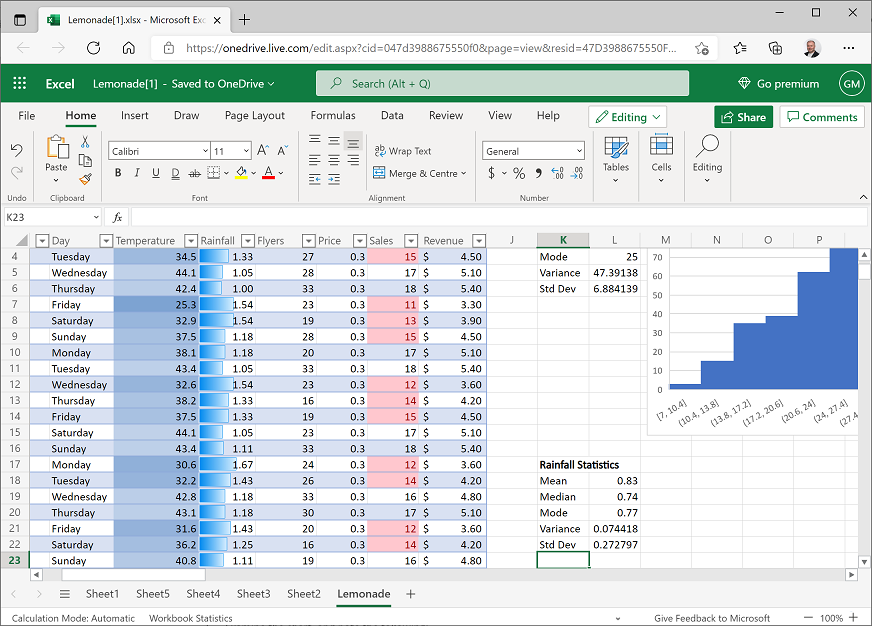 Lemonade[1].xlsx - Microsoft Exc
https://onedrive.live.com/edit.aspx?cid=047d3988675550f0&page=view&resid=47D3988675550F...
Excel Lemonade[1] - Saved to OneDrive Search (Alt + Q) Go premium GM
File Home Insert Draw Page Layout Formulas Data Review View Help Editing Share Comments
Calibri 11 Wrap Text General
Paste B I U D ab A Merge & Centre $ % Tables Cells Editing
Undo Clipboard Font Alignment Number
K23 fx
Day Temperature Rainfall Flyers Price Sales Revenue J K L M N O P
4 Tuesday 34.5 1.33 27 0.3 15 $ 4.50 Mode 25
5 Wednesday 44.1 1.05 28 0.3 17 $ 5.10 Variance 47.39138
6 Thursday 42.4 1.00 33 0.3 18 $ 5.40 Std Dev 6.884139
7 Friday 25.3 1.54 23 0.3 11 $ 3.30
8 Saturday 32.9 1.54 19 0.3 13 $ 3.90
9 Sunday 37.5 1.18 28 0.3 15 $ 4.50
10 Monday 38.1 1.18 20 0.3 17 $ 5.10
11 Tuesday 43.4 1.05 33 0.3 18 $ 5.40
12 Wednesday 32.6 1.54 23 0.3 12 $ 3.60
13 Thursday 38.2 1.33 16 0.3 14 $ 4.20
14 Friday 37.5 1.33 19 0.3 15 $ 4.50
15 Saturday 44.1 1.05 23 0.3 17 $ 5.10
16 Sunday 43.4 1.11 33 0.3 18 $ 5.40
17 Monday 30.6 1.67 24 0.3 12 $ 3.60 Rainfall Statistics
18 Tuesday 32.2 1.43 26 0.3 14 $ 4.20 Mean 0.83
19 Wednesday 42.8 1.18 33 0.3 16 $ 4.80 Median 0.74
20 Thursday 43.1 1.18 30 0.3 17 $ 5.10 Mode 0.77
21 Friday 31.6 1.43 20 0.3 12 $ 3.60 Variance 0.074418
22 Saturday 36.2 1.25 16 0.3 14 $ 4.20 Std Dev 0.272797
23 Sunday 40.8 1.11 19 0.3 16 $ 4.80
70
60
50
40
30
20
10
0
[7, 10.4] (10.4, 13.8] (13.8, 17.2] (17.2, 20.6] (20.6, 24] (24, 27.4] (27.4
Sheet1 Sheet5 Sheet4 Sheet3 Sheet2 Lemonade
Calculation Mode: Automatic Workbook Statistics Give Feedback to Microsoft 100%